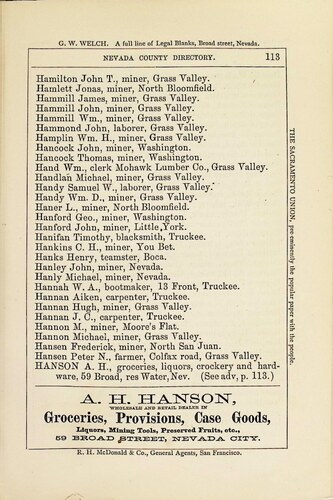 G. W. WELCH. A full line of Legal Blanks, Broad street, Nevada.
NEVADA COUNTY DIRECTORY. 113
Hamilton John T., miner, Grass Valley.
Hamlett Jonas, miner, North Bloomfield.
Hammill James, miner, Grass Valley.
Hammill John, miner, Grass Valley.
Hammill Wm., miner, Grass Valley.
Hammond John, laborer, Grass Valley.
Hamplin Wm. H., miner, Grass Valley.
Hancock John, miner, Washington.
Hancock Thomas, miner, Washington.
Hand Wm., clerk Mohawk Lumber Co., Grass Valley.
Handlan Michael, miner, Grass Valley.
Handy Samuel W., laborer, Grass Valley.
Handy Wm. D., miner, Grass Valley.
Haner L., miner, North Bloomfield.
Hanford Geo., miner, Washington.
Hanford John, miner, Little York.
Hanifan Timothy, blacksmith, Truckee.
Hankins C. H., miner, You Bet.
Hanks Henry, teamster, Boca.
Hanley John, miner, Nevada.
Hanly Michael, miner, Nevada.
Hannah W. A., bootmaker, 13 Front, Truckee.
Hannan Aiken, carpenter, Truckee.
Hannan Hugh, miner, Grass Valley.
Hannan J. C., carpenter, Truckee.
Hannon M., miner, Moore's Flat.
Hannon Michael, miner, Grass Valley.
Hansen Frederick, miner, North San Juan.
Hansen Peter N., farmer, Colfax road, Grass Valley.
HANSON A. H., groceries, liquors, crockery and hard-
ware, 59 Broad, res Water, Nev. (See adv, p. 113.)
A. H. HANSON,
WHOLESALE AND RETAIL DEALER IN
Groceries, Provisions, Case Goods,
Liquors, Mining Tools, Preserved Fruits, etc.,
59 BROAD STREET, NEVADA CITY.
R. H. McDonald & Co., General Agents, San Francisco.
THE SACRAMENTO UNION, pre-eminently the popular paper with the people.